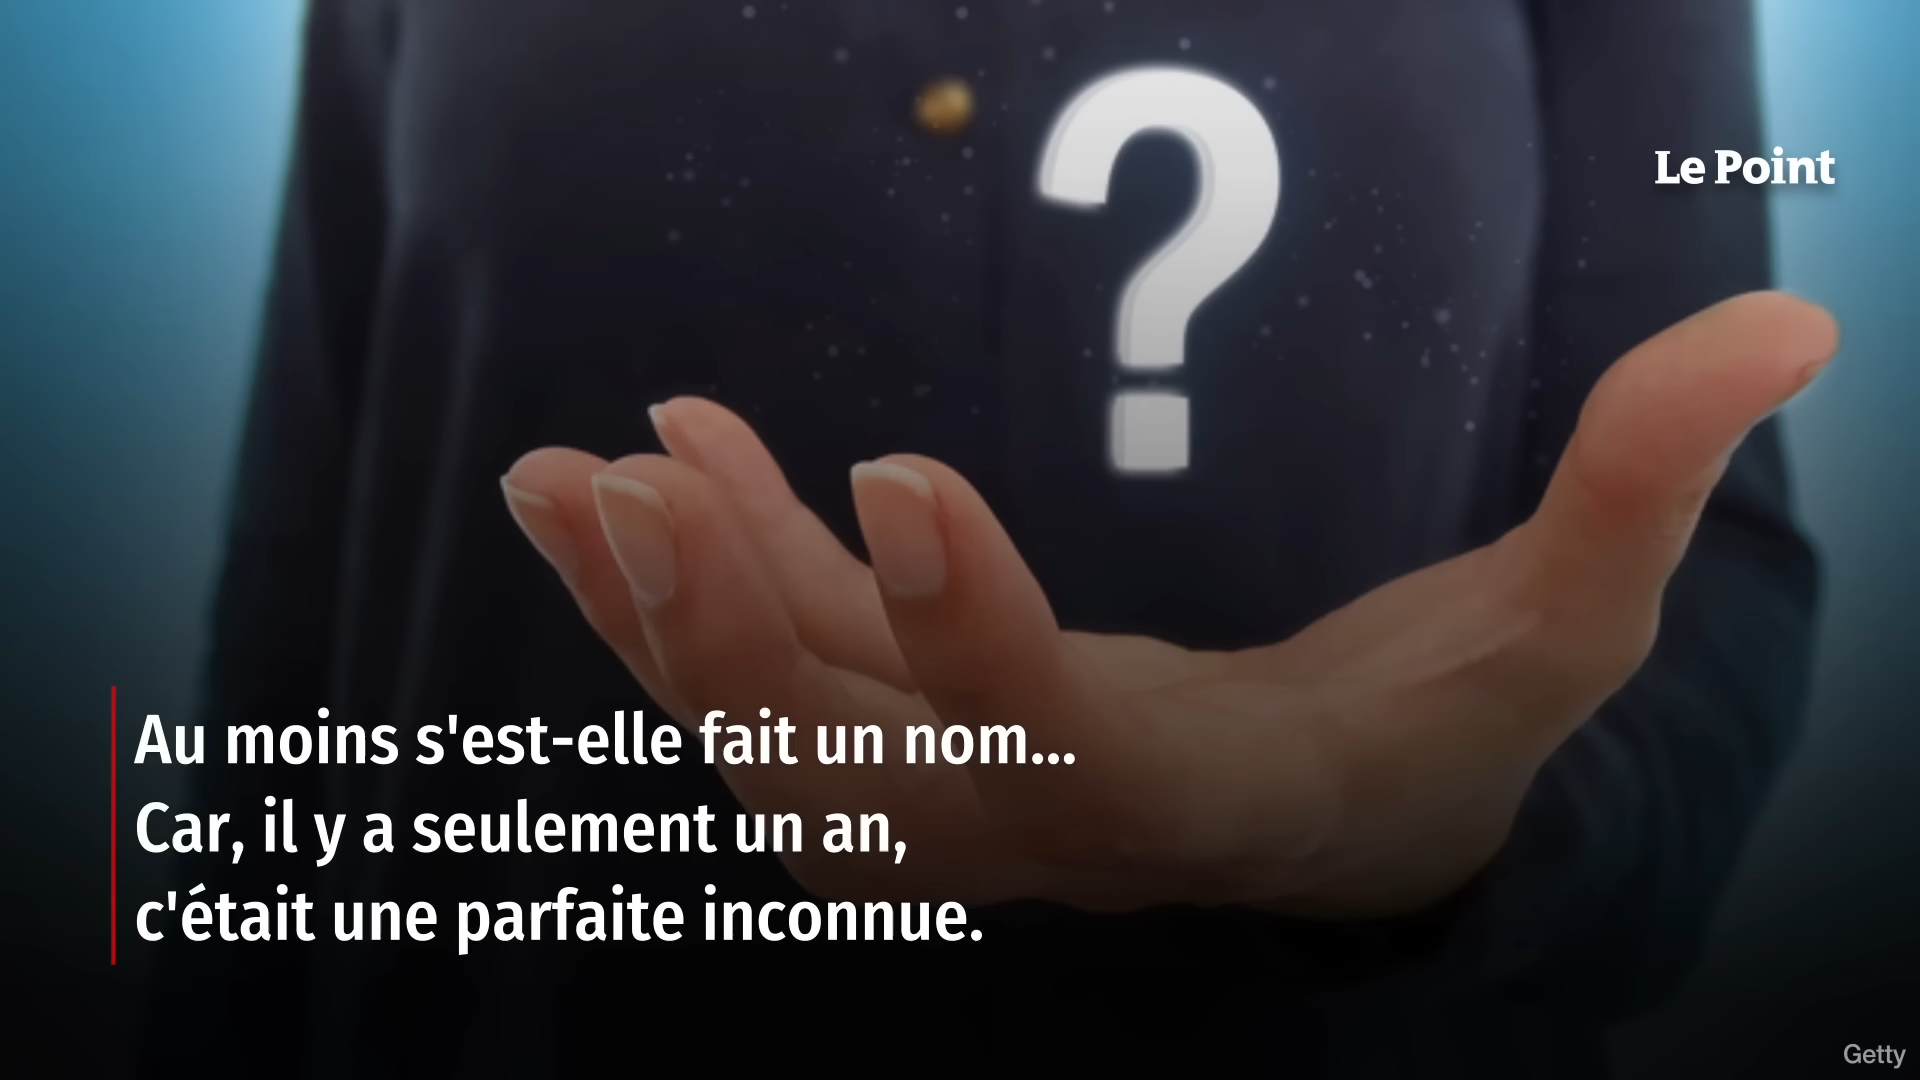 ?
Le Point
Au moins s'est-elle fait un nom...
Car, il y a seulement un an,
c'était une parfaite inconnue.
Getty